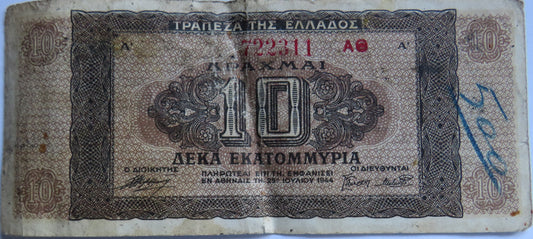 ΤΡΑΠΕΖΑ ΤΗΣ ΕΛΛΑΔΟΣ
10 Α' 722311 ΑΘ Α' 10
ΔΡΑΧΜΑΙ
10
ΔΕΚΑ ΕΚΑΤΟΜΜΥΡΙΑ
Ο ΔΙΟΙΚΗΤΗΣ ΠΛΗΡΩΤΕΑΙ ΕΠΙ ΤΗ ΕΜΦΑΝΙΣΕΙ ΟΙ ΔΙΕΥΘΥΝΤΑΙ
ΕΝ ΑΘΗΝΑΙΣ ΤΗ 29Η ΙΟΥΛΙΟΥ 1944
10 10